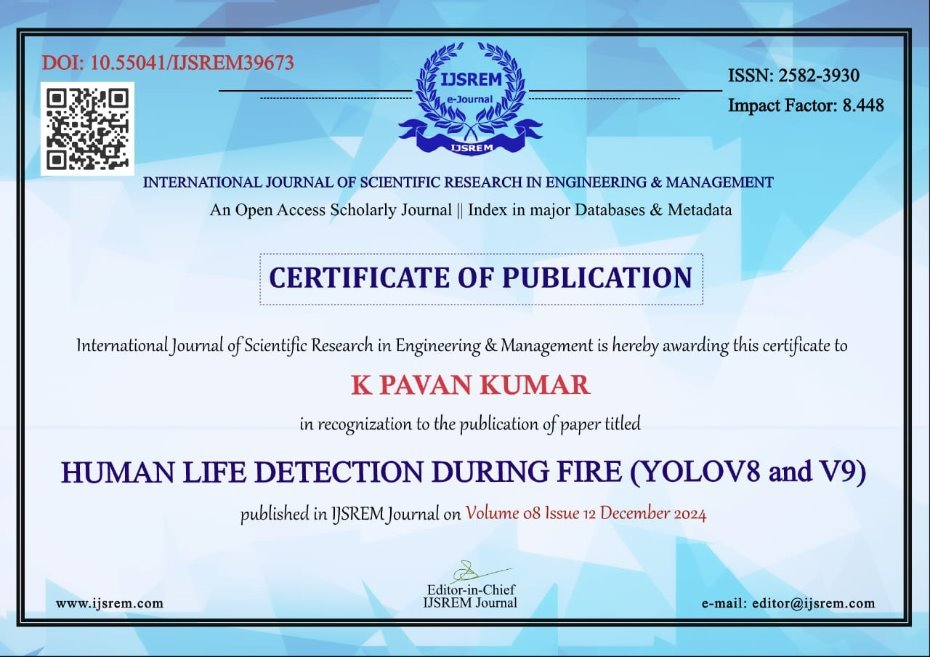 DOI: 10.55041/IJSREM39673
IJSREM
e-Journal
IJSREM
ISSN: 2582-3930
Impact Factor: 8.448
INTERNATIONAL JOURNAL OF SCIENTIFIC RESEARCH IN ENGINEERING & MANAGEMENT
An Open Access Scholarly Journal || Index in major Databases & Metadata
CERTIFICATE OF PUBLICATION
International Journal of Scientific Research in Engineering & Management is hereby awarding this certificate to
K PAVAN KUMAR
in recognization to the publication of paper titled
HUMAN LIFE DETECTION DURING FIRE (YOLOV8 and V9)
published in IJSREM Journal on Volume 08 Issue 12 December 2024
Editor-in-Chief
IJSREM Journal
www.ijsrem.com
e-mail: editor@ijsrem.com